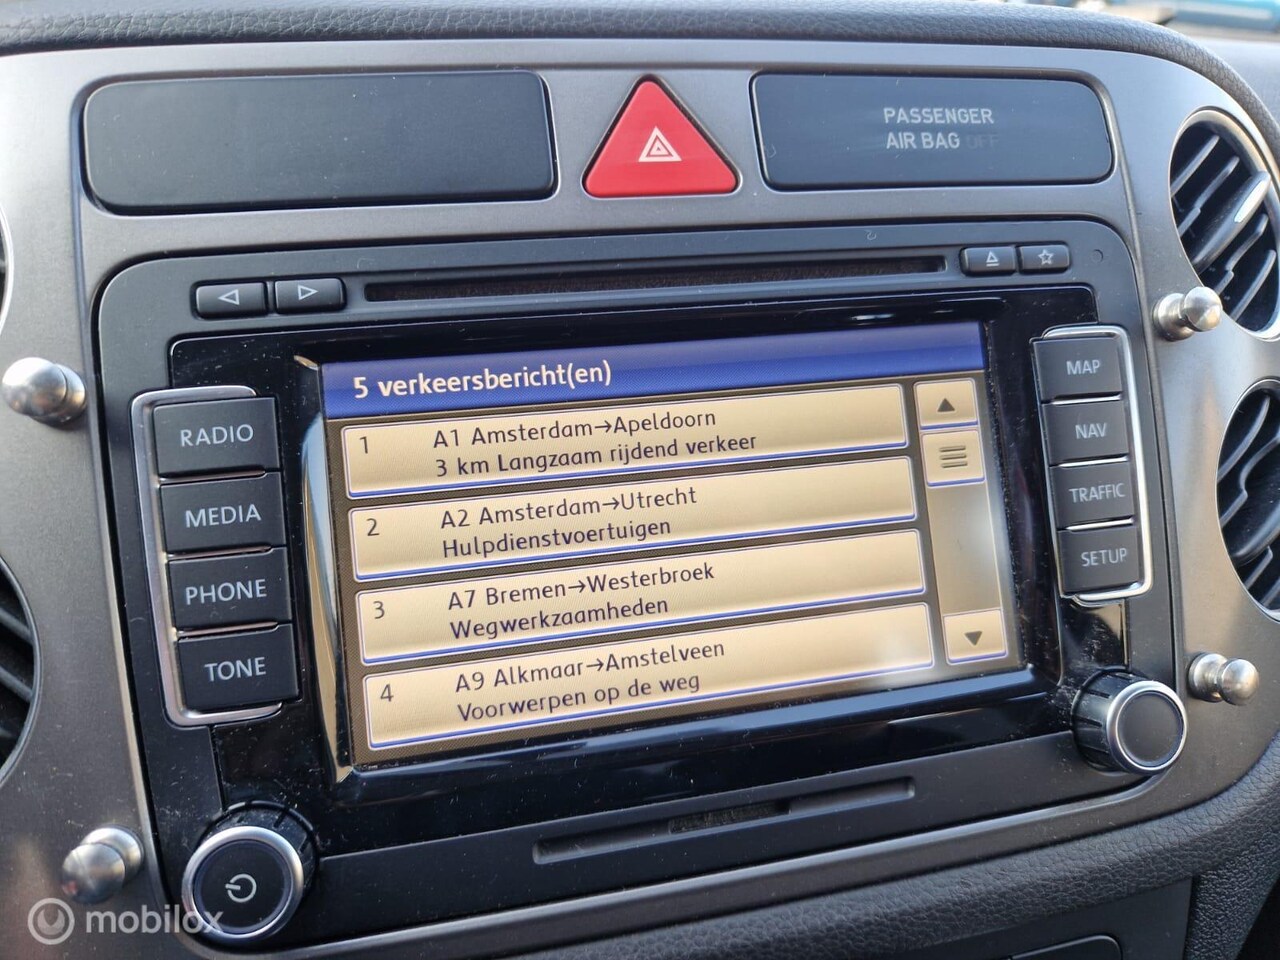 PASSENGER
AIR BAG OFF
5 verkeersbericht(en)
1 A1 Amsterdam→Apeldoorn
3 km Langzaam rijdend verkeer
2 A2 Amsterdam→Utrecht
Hulpdienstvoertuigen
3 A7 Bremen→Westerbroek
Wegwerkzaamheden
4 A9 Alkmaar→Amstelveen
Voorwerpen op de weg
RADIO
MEDIA
PHONE
TONE
MAP
NAV
TRAFFIC
SETUP
mobilox